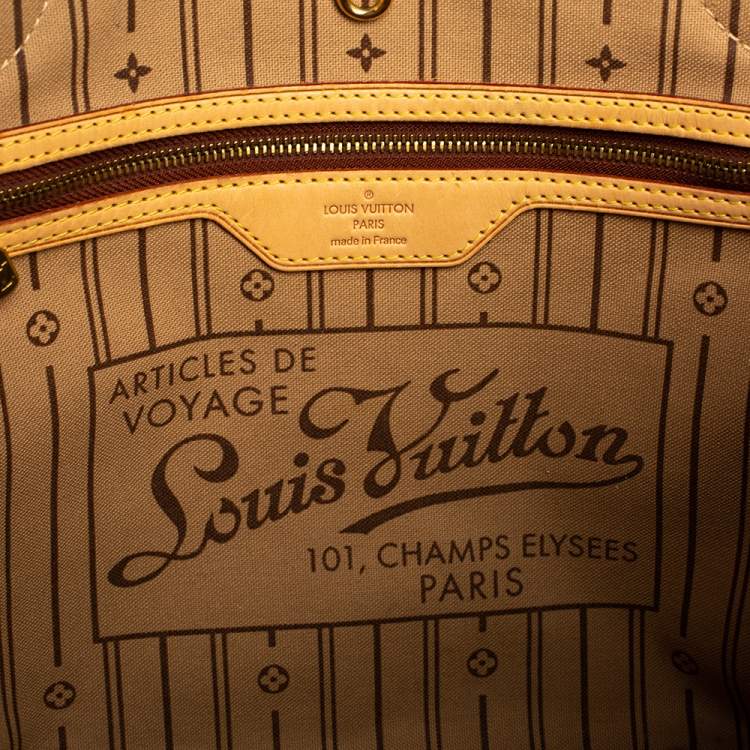 ®
LOUIS VUITTON
PARIS
made in France
ARTICLES DE
VOYAGE
Louis Vuitton
101, CHAMPS ELYSEES
PARIS